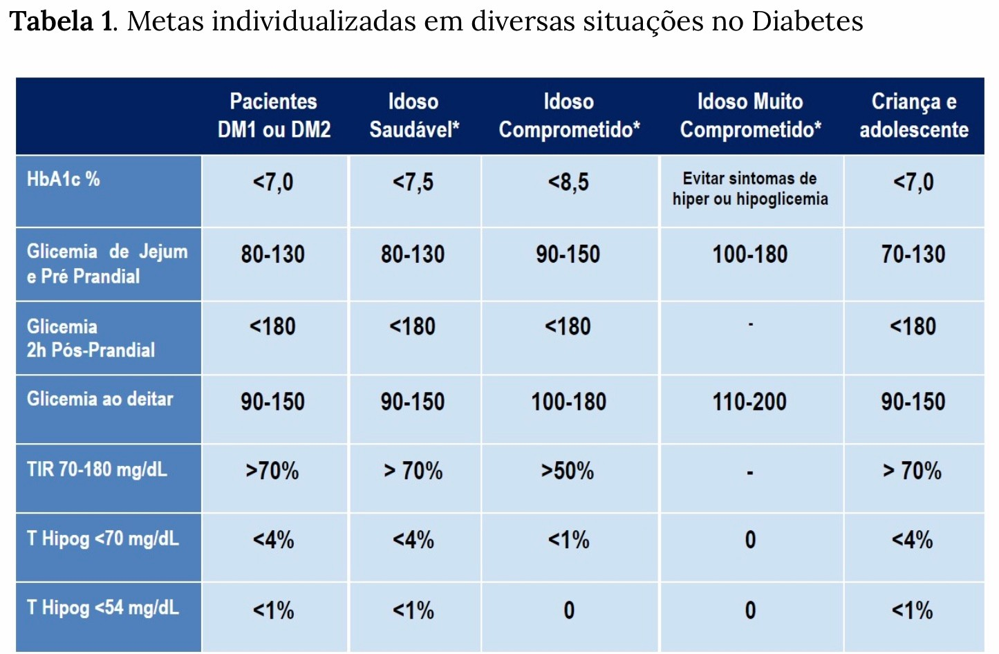 Tabela 1. Metas individualizadas em diversas situações no Diabetes
Pacientes DM1 ou DM2 Idoso Saudável* Idoso Comprometido* Idoso Muito Comprometido* Criança e adolescente
HbA1c % <7,0 <7,5 <8,5 Evitar sintomas de hiper ou hipoglicemia <7,0
Glicemia de Jejum e Pré Prandial 80-130 80-130 90-150 100-180 70-130
Glicemia 2h Pós-Prandial <180 <180 <180 - <180
Glicemia ao deitar 90-150 90-150 100-180 110-200 90-150
TIR 70-180 mg/dL >70% > 70% >50% - > 70%
T Hipog <70 mg/dL <4% <4% <1% 0 <4%
T Hipog <54 mg/dL <1% <1% 0 0 <1%